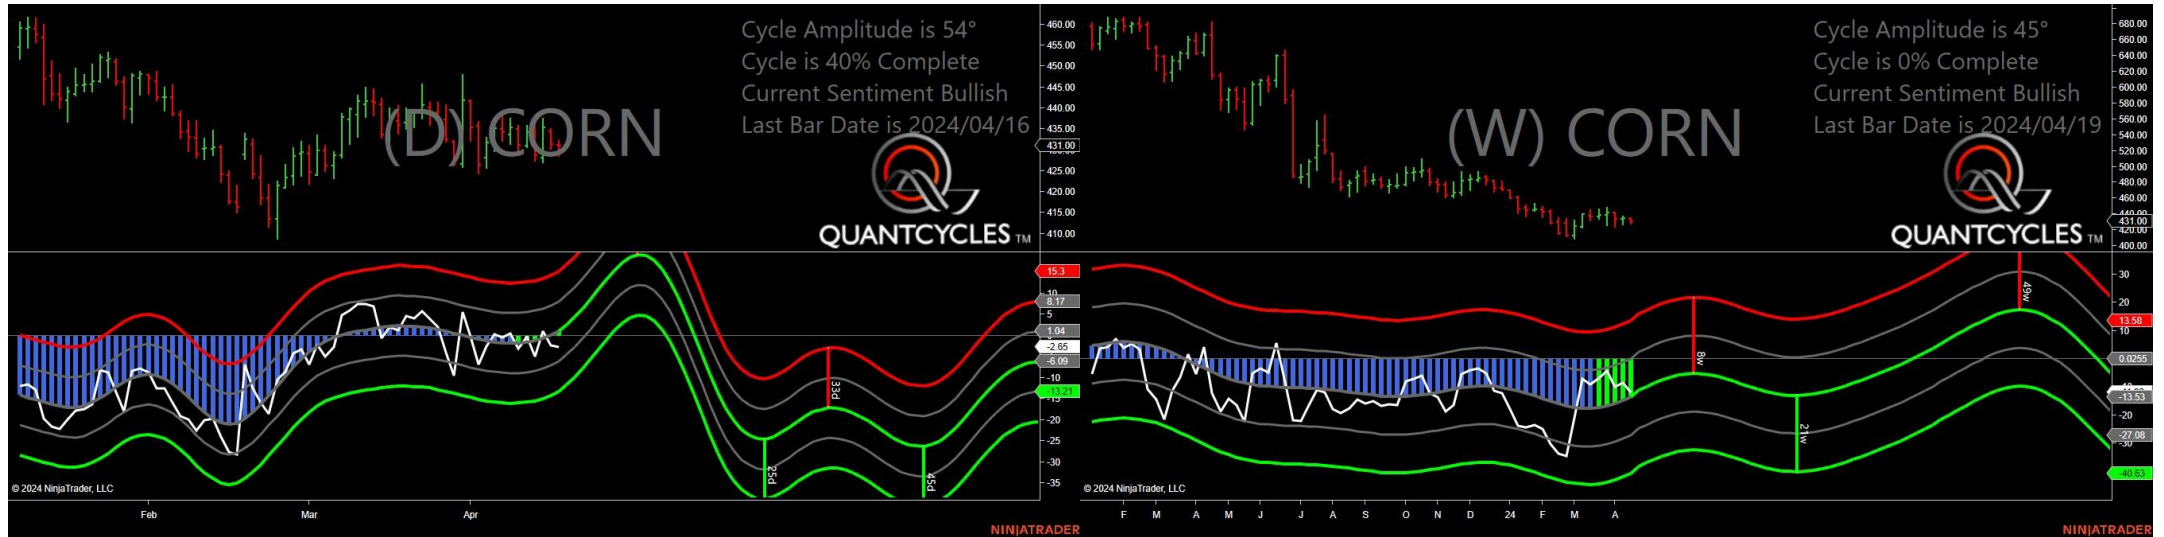 Cycle Amplitude is 54°
Cycle is 40% Complete
Current Sentiment Bullish
Last Bar Date is 2024/04/16
(D) CORN
QUANTCYCLES TM
460.00
455.00
450.00
445.00
440.00
435.00
431.00
425.00
420.00
415.00
410.00
15.3
10
8.17
5
1.04
-2.65
-6.09
-10
-13.21
-15
-20
-25
-30
-35
33d
25d
45d
© 2024 NinjaTrader, LLC
Feb
Mar
Apr
NINJATRADER
Cycle Amplitude is 45°
Cycle is 0% Complete
Current Sentiment Bullish
Last Bar Date is 2024/04/19
(W) CORN
QUANTCYCLES TM
680.00
660.00
640.00
620.00
600.00
580.00
560.00
540.00
520.00
500.00
480.00
460.00
440.00
431.00
420.00
400.00
30
20
13.58
10
0.0255
-13.53
-20
-27.08
-30
-40.63
49w
8w
21w
© 2024 NinjaTrader, LLC
F M A M J J A S O N D 24 F M A
NINJATRADER